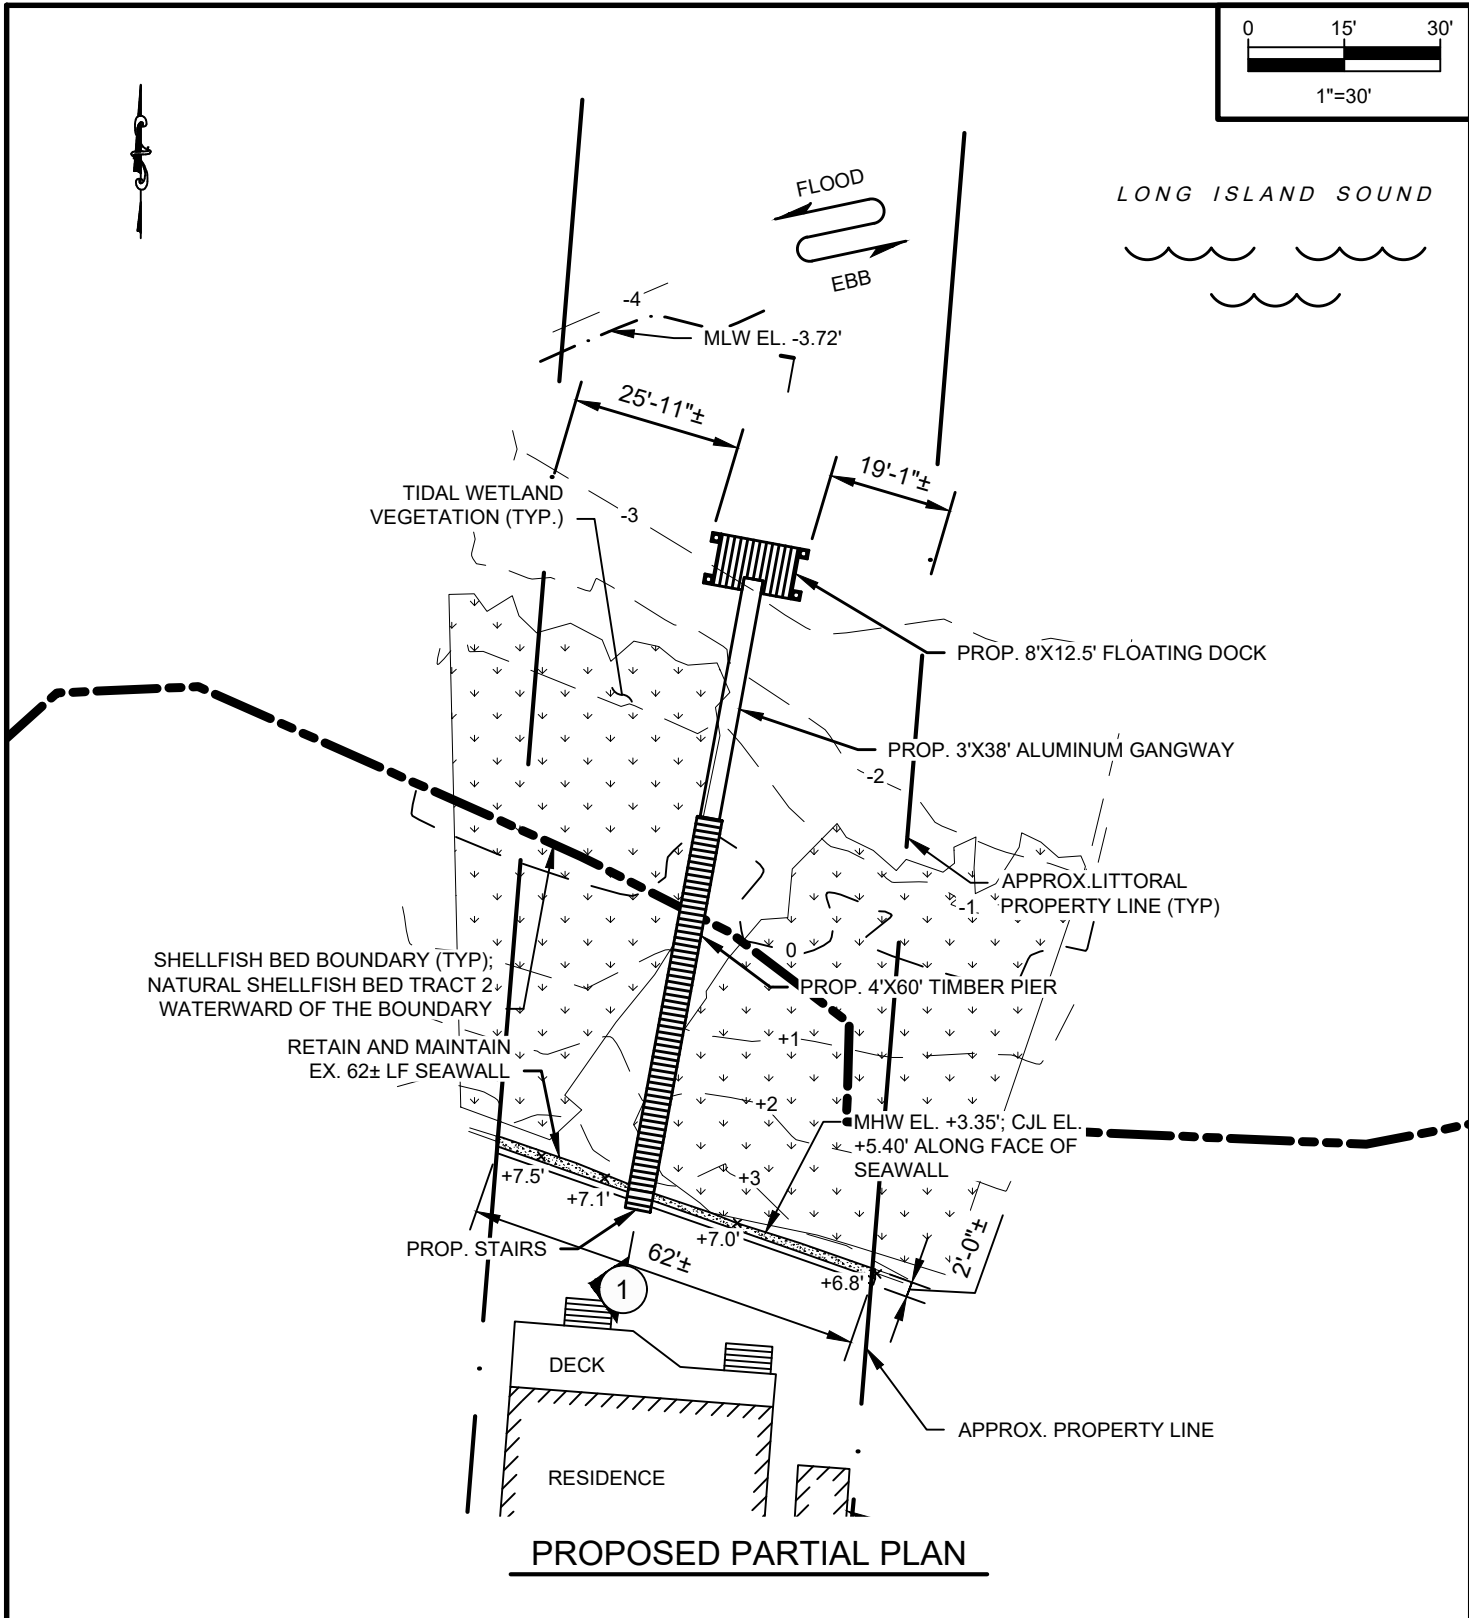 0 15' 30'
1"=30'
LONG ISLAND SOUND
FLOOD
EBB
-4
MLW EL. -3.72'
25'-11"±
19'-1"±
TIDAL WETLAND
VEGETATION (TYP.)
-3
PROP. 8'X12.5' FLOATING DOCK
PROP. 3'X38' ALUMINUM GANGWAY
-2
APPROX.LITTORAL
PROPERTY LINE (TYP)
-1
0
SHELLFISH BED BOUNDARY (TYP);
NATURAL SHELLFISH BED TRACT 2
WATERWARD OF THE BOUNDARY
PROP. 4'X60' TIMBER PIER
RETAIN AND MAINTAIN
EX. 62± LF SEAWALL
+1
+2
MHW EL. +3.35'; CJL EL.
+5.40' ALONG FACE OF
SEAWALL
+3
+7.5'
+7.1'
+7.0'
+6.8'
PROP. STAIRS
62'±
2'-0"±
1
DECK
APPROX. PROPERTY LINE
RESIDENCE
PROPOSED PARTIAL PLAN